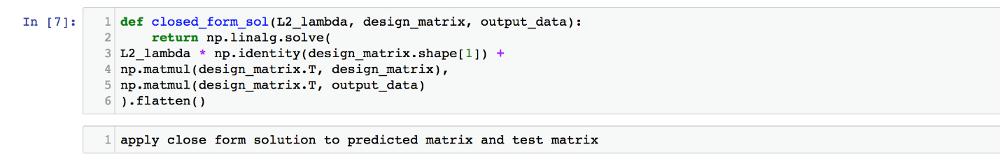 In [7]:
1 def closed_form_sol(L2_lambda, design_matrix, output_data):
2     return np.linalg.solve(
3 L2_lambda * np.identity(design_matrix.shape[1]) +
4 np.matmul(design_matrix.T, design_matrix),
5 np.matmul(design_matrix.T, output_data)
6 ).flatten()
1 apply close form solution to predicted matrix and test matrix